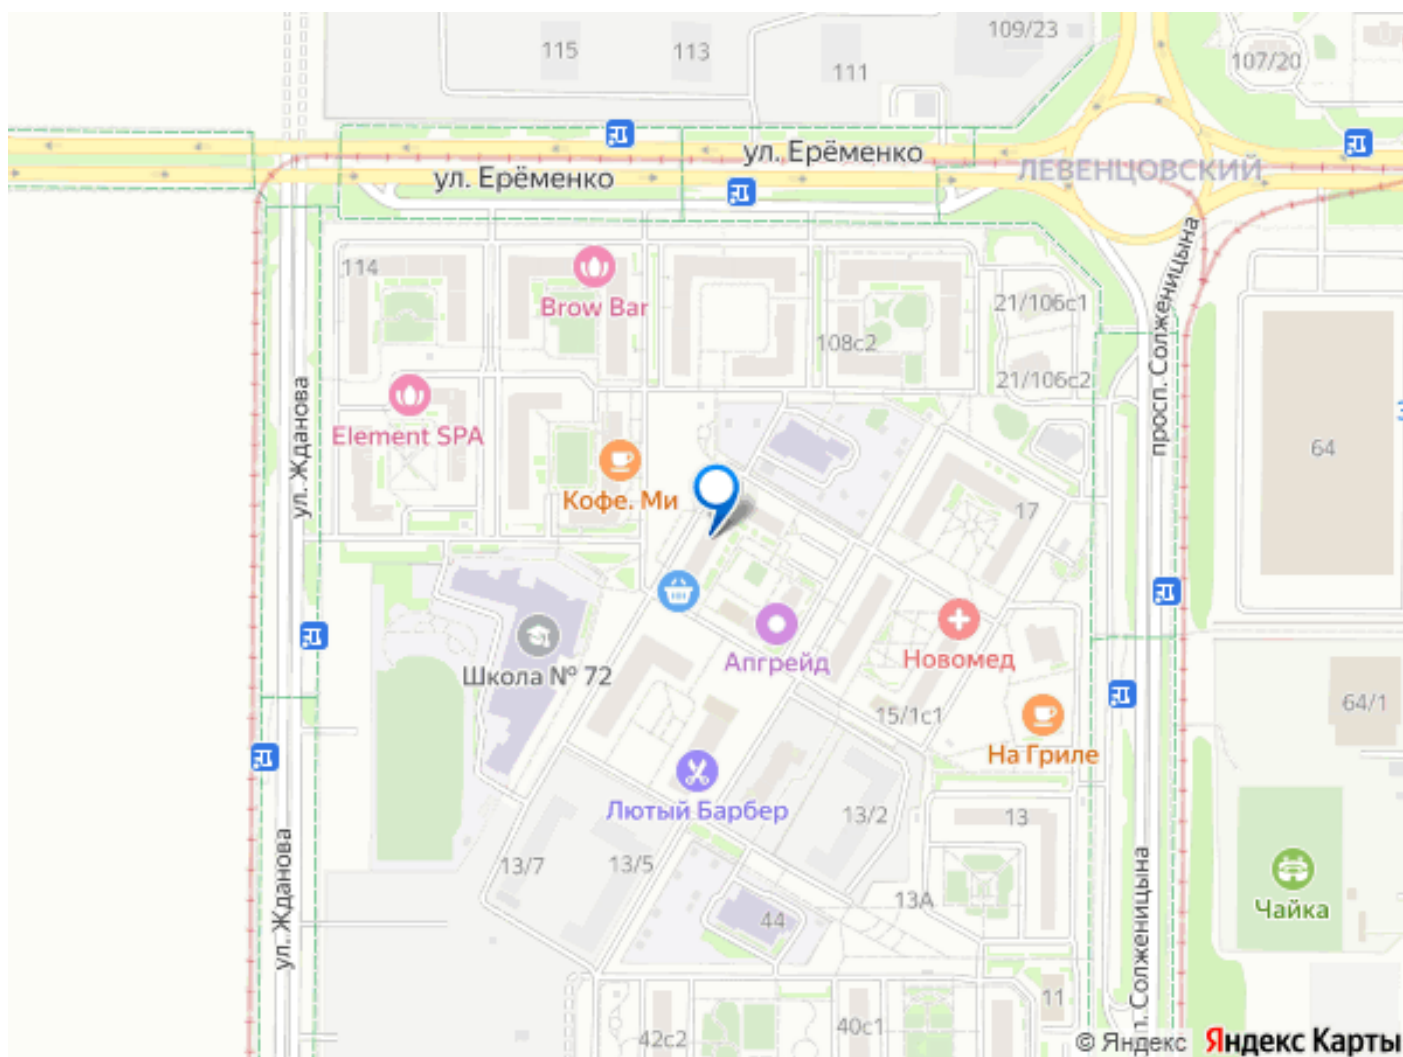 109/23
115
113
111
107/20
ул. Ерёменко
ЛЕВЕНЦОВСКИЙ
ул. Ерёменко
просп. Солженицына
114
Brow Bar
21/106с1
108с2
21/106с2
ул. Жданова
Element SPA
64
Кофе. Ми
17
Школа № 72
Апгрейд
Новомед
64/1
15/1с1
На Гриле
Лютый Барбер
13/2
13
13/7
13/5
13А
44
Чайка
ул. Жданова
п. Солженицына
11
42с2
40с1
© Яндекс Яндекс Карты